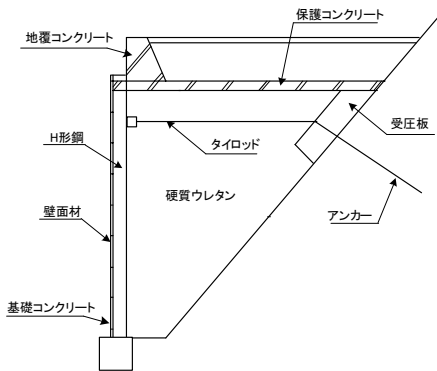 保護コンクリート
地覆コンクリート
受圧板
H形鋼
タイロッド
硬質ウレタン
アンカー
壁面材
基礎コンクリート